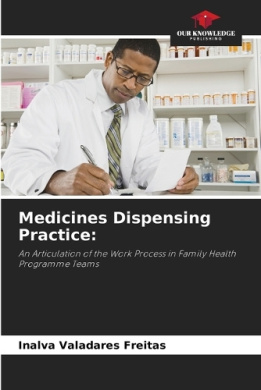 OUR KNOWLEDGE
PUBLISHING
Medicines Dispensing
Practice:
An Articulation of the Work Process in Family Health
Programme Teams
Inalva Valadares Freitas